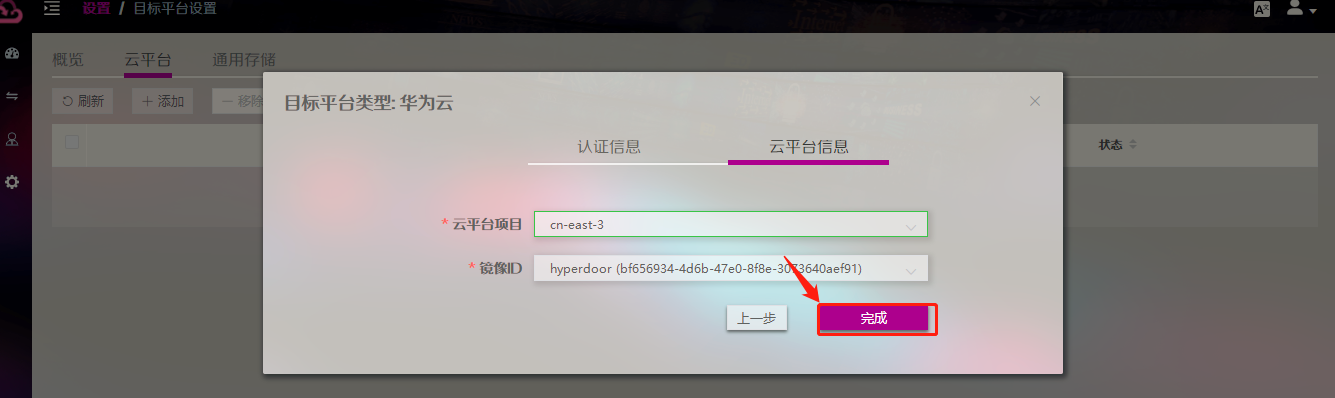 设置 / 目标平台设置
概览 云平台 通用存储
刷新 添加 移除
状态
目标平台类型: 华为云
认证信息 云平台信息
* 云平台项目 cn-east-3
* 镜像ID hyperdoor (bf656934-4d6b-47e0-8f8e-3073640aef91)
上一步 完成